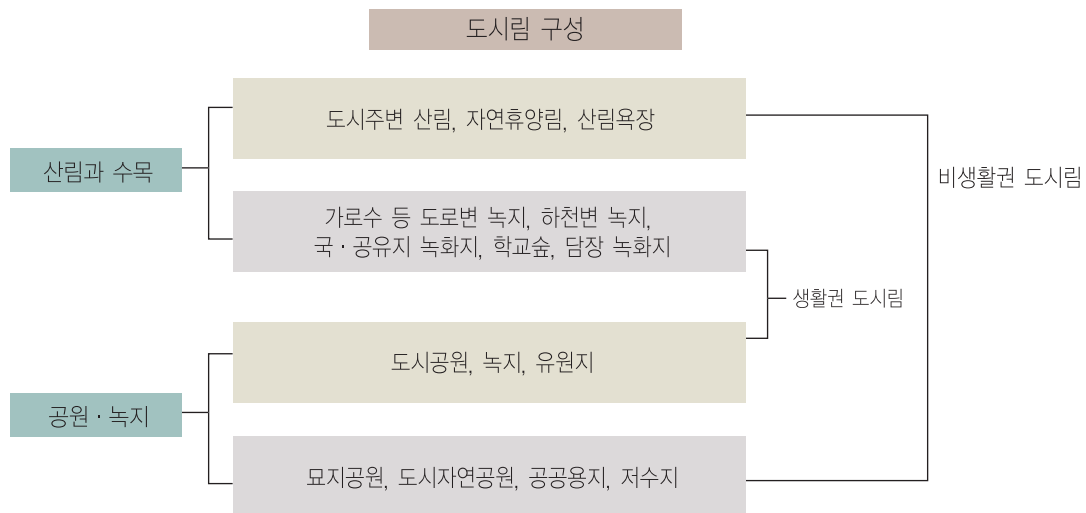 도시림 구성
산림과 수목
도시주변 산림, 자연휴양림, 산림욕장
가로수 등 도로변 녹지, 하천변 녹지,
국·공유지 녹화지, 학교숲, 담장 녹화지
비생활권 도시림
생활권 도시림
공원·녹지
도시공원, 녹지, 유원지
묘지공원, 도시자연공원, 공공용지, 저수지